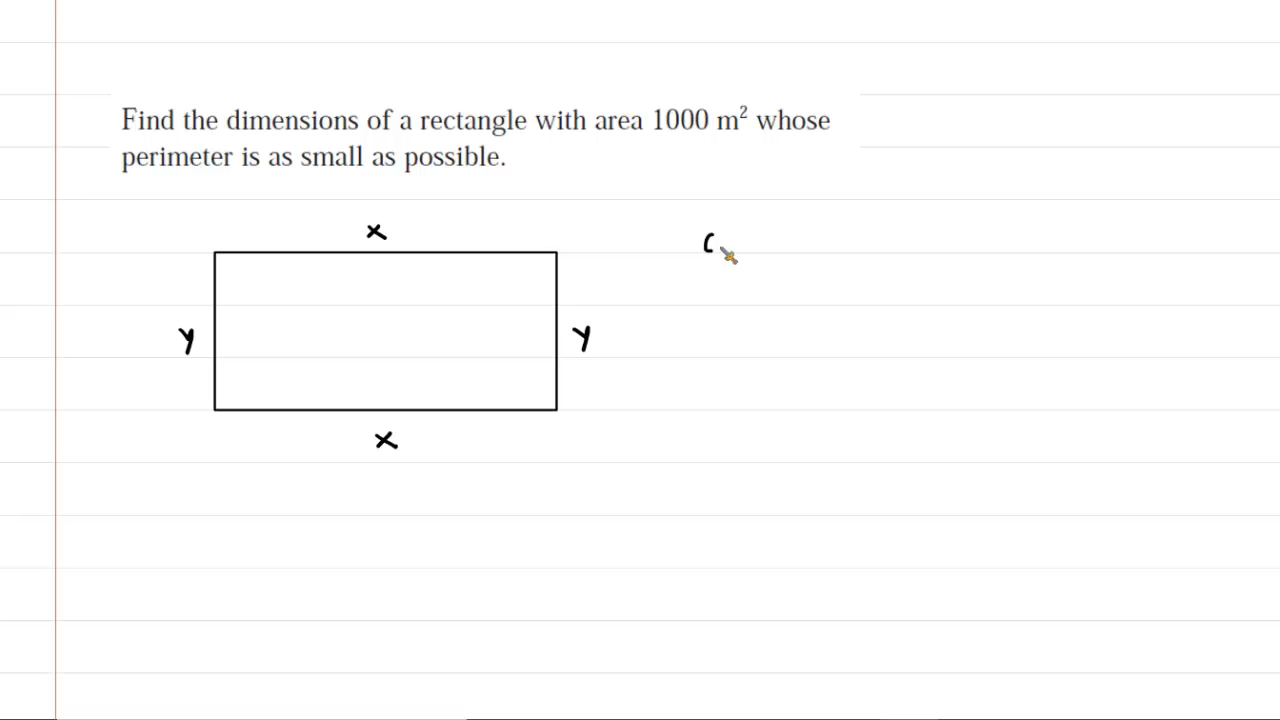 Find the dimensions of a rectangle with area 1000 m² whose
perimeter is as small as possible.
x
y
y
x